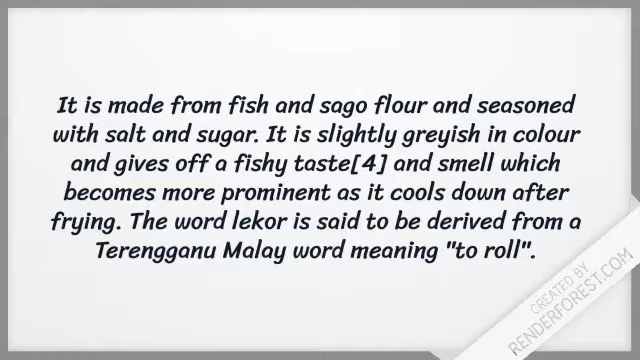 It is made from fish and sago flour and seasoned
with salt and sugar. It is slightly greyish in colour
and gives off a fishy taste[4] and smell which
becomes more prominent as it cools down after
frying. The word lekor is said to be derived from a
Terengganu Malay word meaning "to roll".
CREATED BY
RENDERFOREST.COM